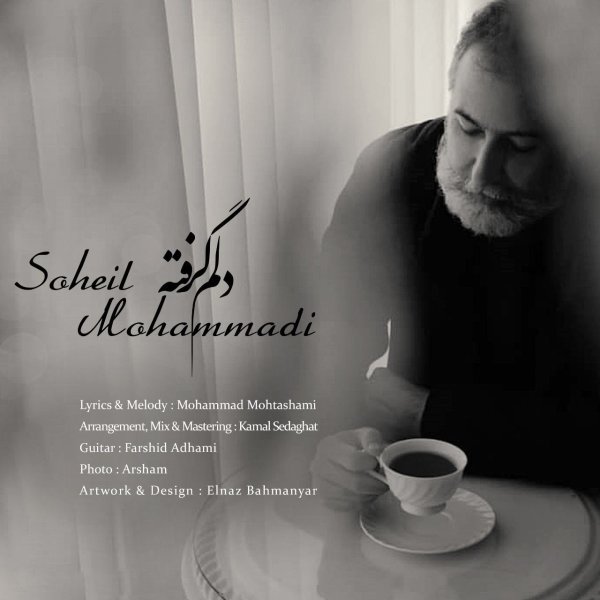 Soheil دلم گرفته
Mohammadi
Lyrics & Melody : Mohammad Mohtashami
Arrangement, Mix & Mastering : Kamal Sedaghat
Guitar : Farshid Adhami
Photo : Arsham
Artwork & Design : Elnaz Bahmanyar